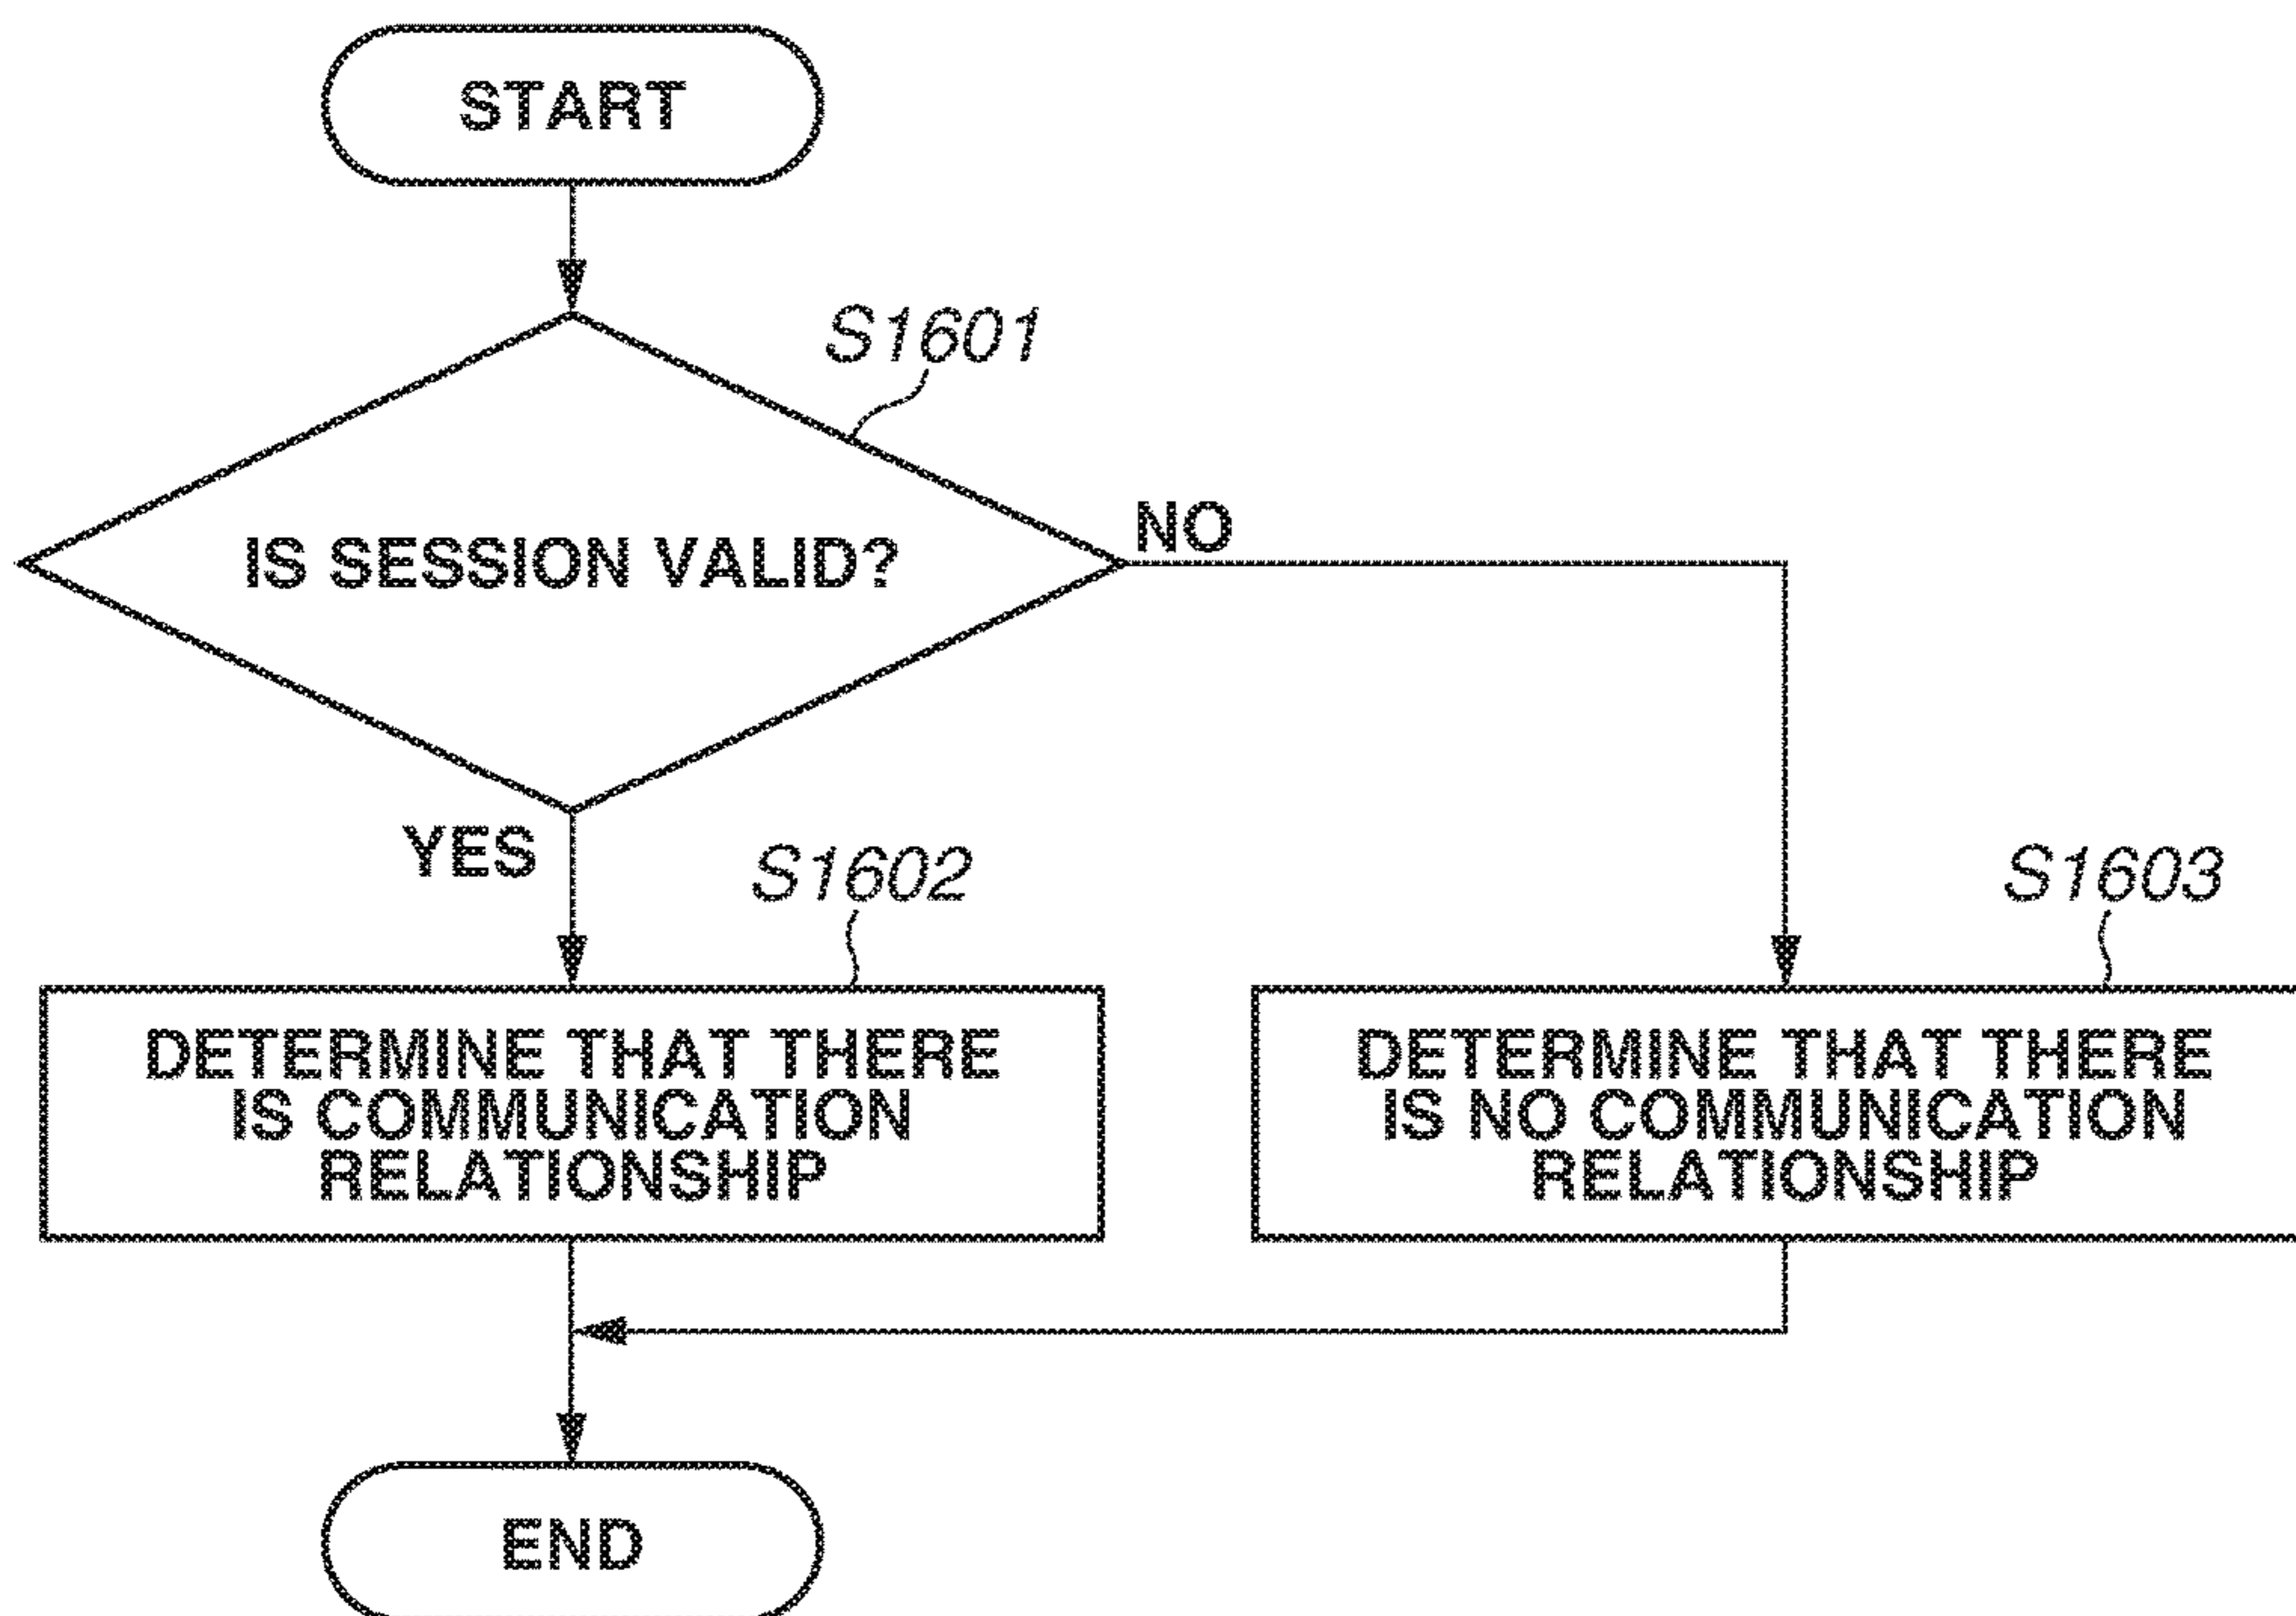 START
S1601
IS SESSION VALID?
NO
YES
S1602
S1603
DETERMINE THAT THERE
IS COMMUNICATION
RELATIONSHIP
DETERMINE THAT THERE
IS NO COMMUNICATION
RELATIONSHIP
END